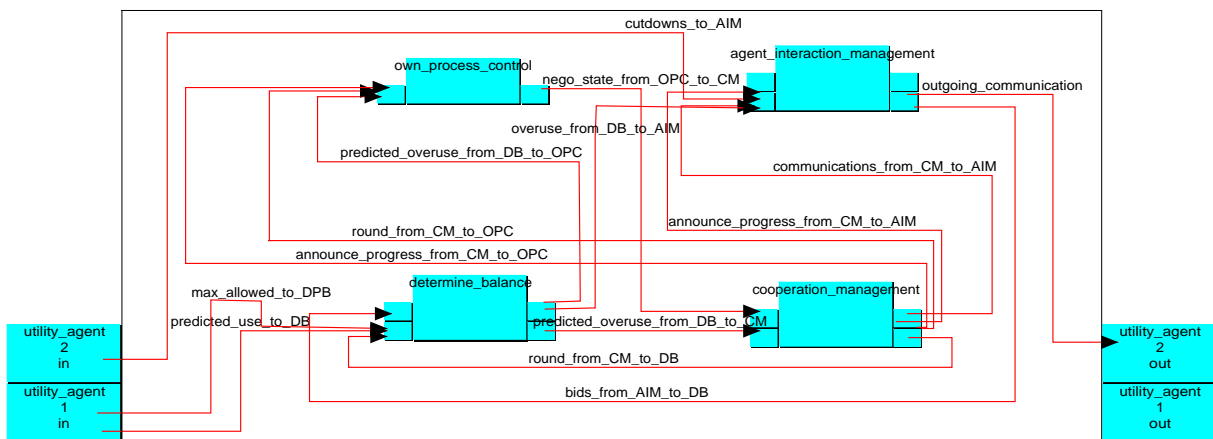 cutdowns_to_AIM
own_process_control
agent_interaction_management
nego_state_from_OPC_to_CM
outgoing_communication
overuse_from_DB_to_AIM
predicted_overuse_from_DB_to_OPC
communications_from_CM_to_AIM
announce_progress_from_CM_to_AIM
round_from_CM_to_OPC
announce_progress_from_CM_to_OPC
determine_balance
cooperation_management
max_allowed_to_DPB
predicted_use_to_DB
predicted_overuse_from_DB_to_CM
utility_agent
2
in
utility_agent
2
out
round_from_CM_to_DB
bids_from_AIM_to_DB
utility_agent
1
in
utility_agent
1
out